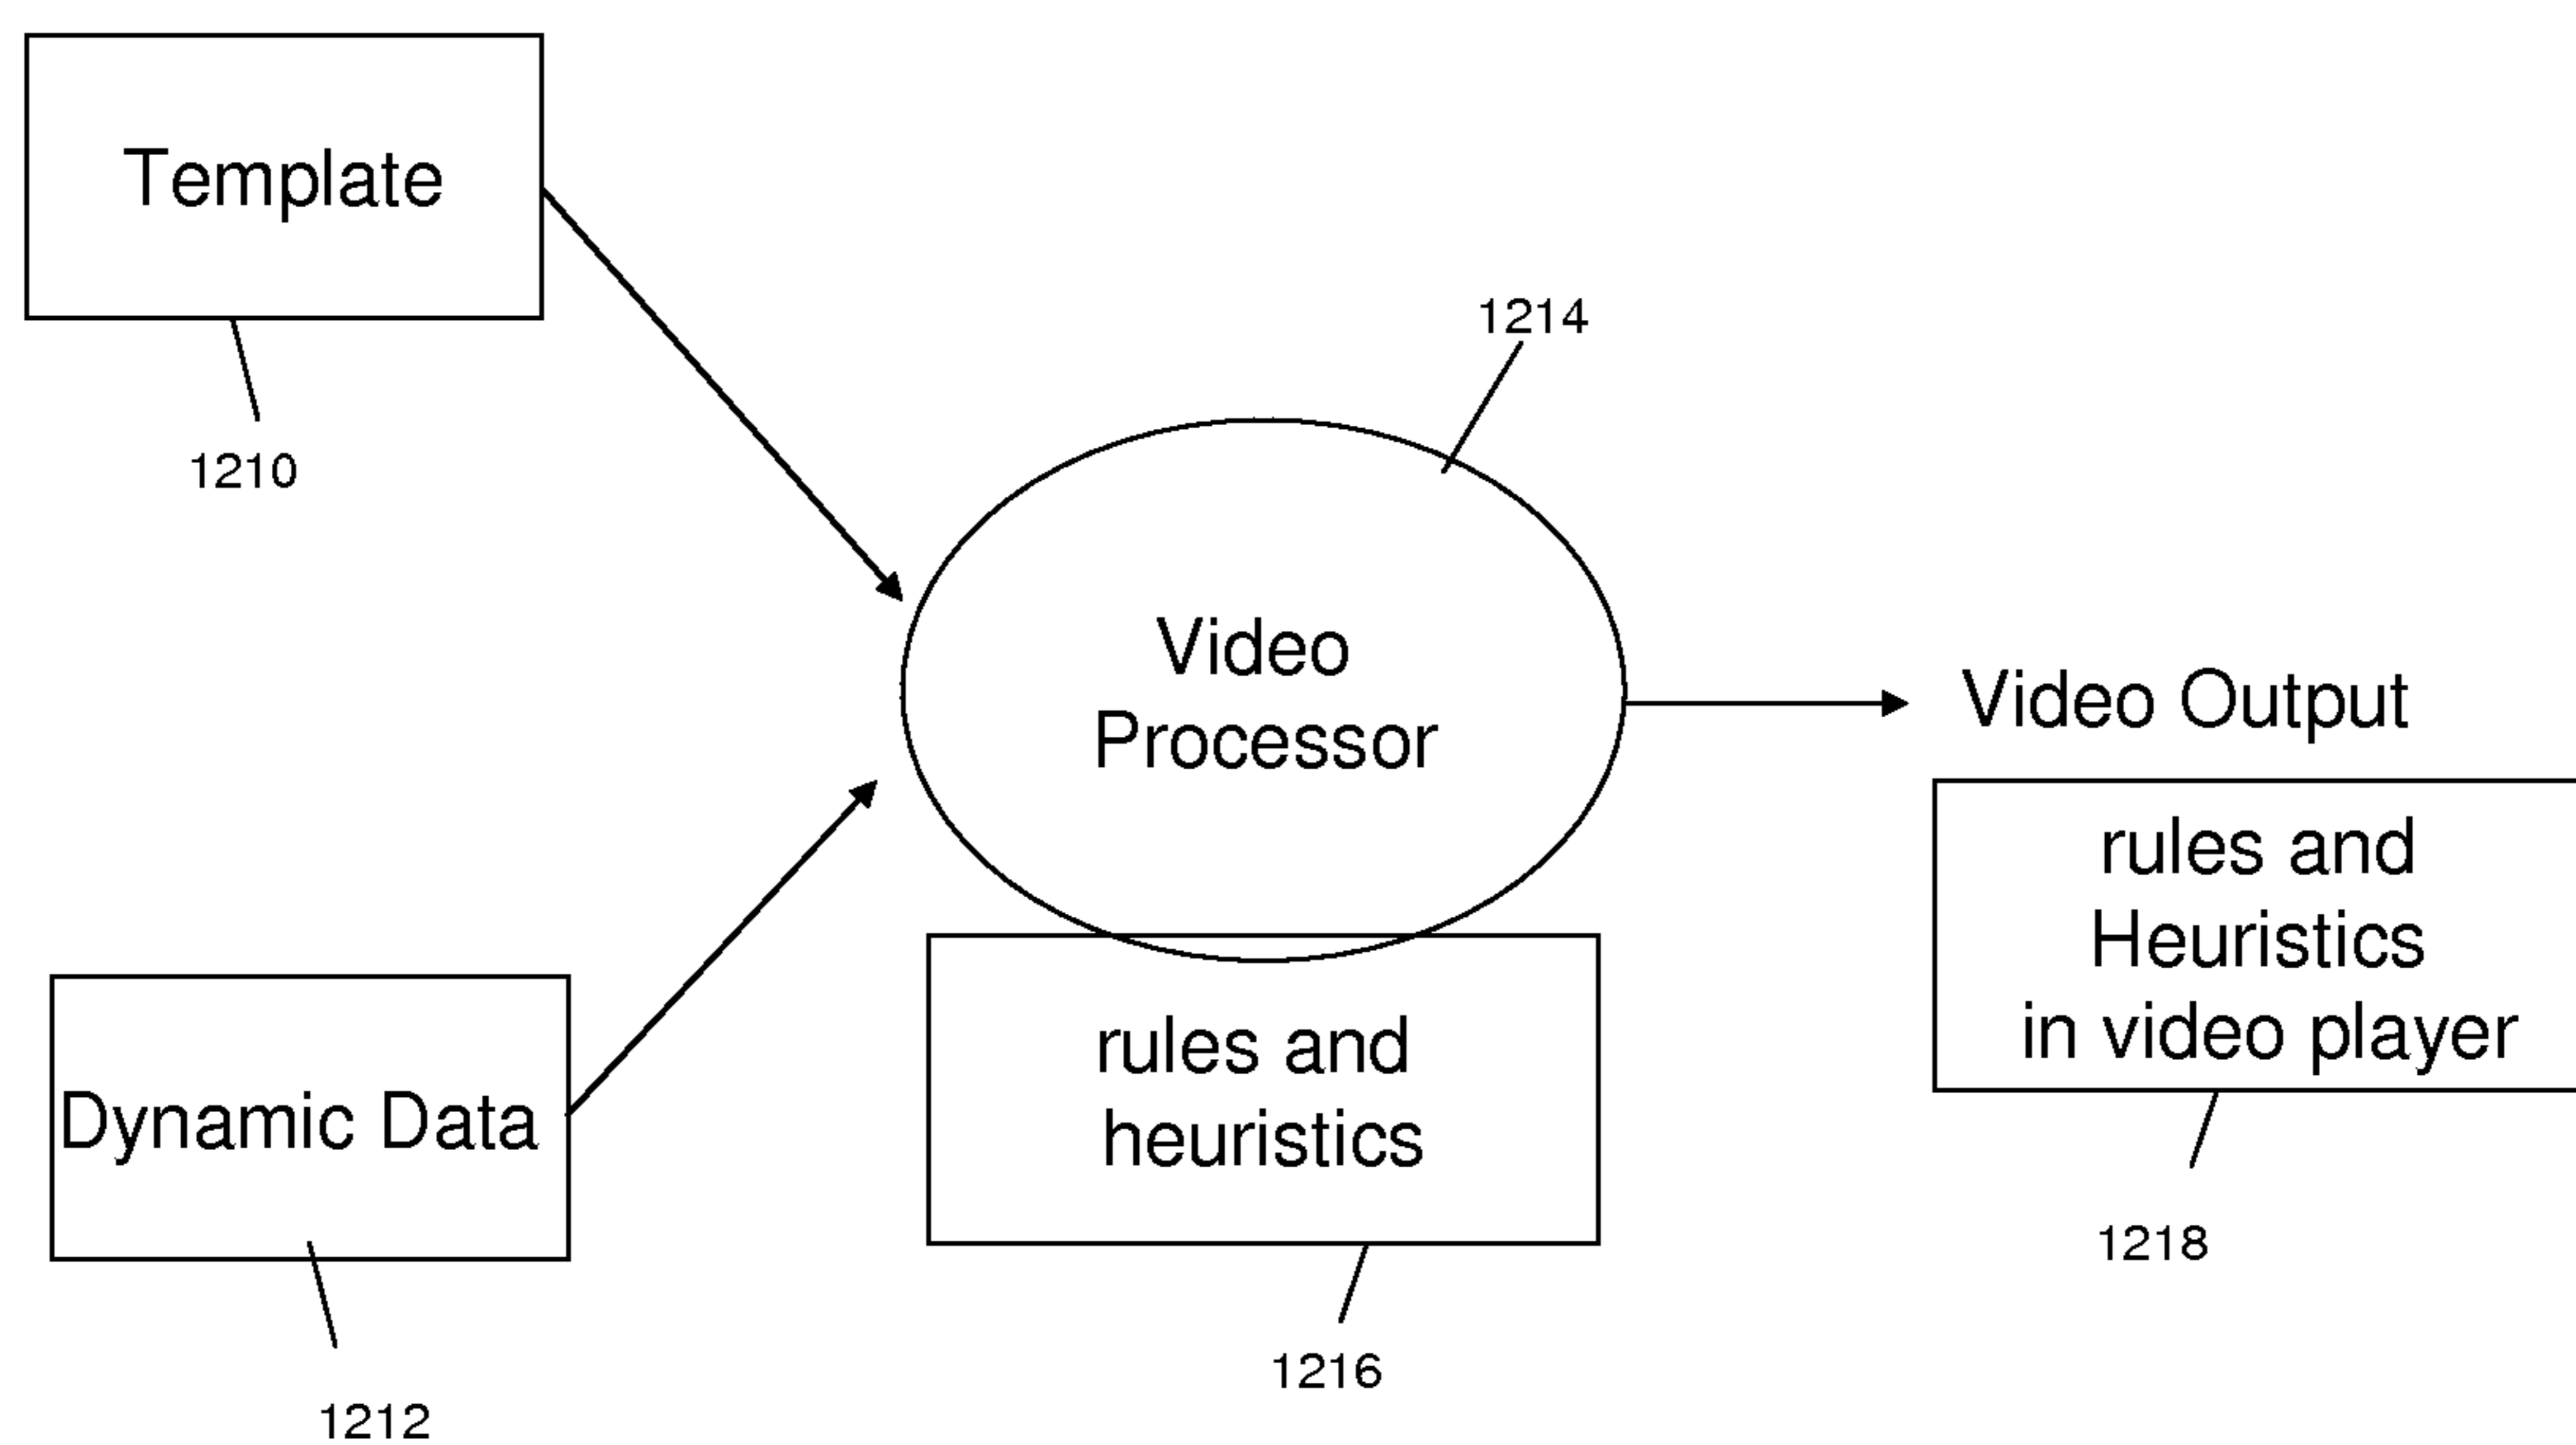 Template
1210
1214
Video
Processor
Video Output
rules and
Heuristics
in video player
1218
Dynamic Data
1212
rules and
heuristics
1216